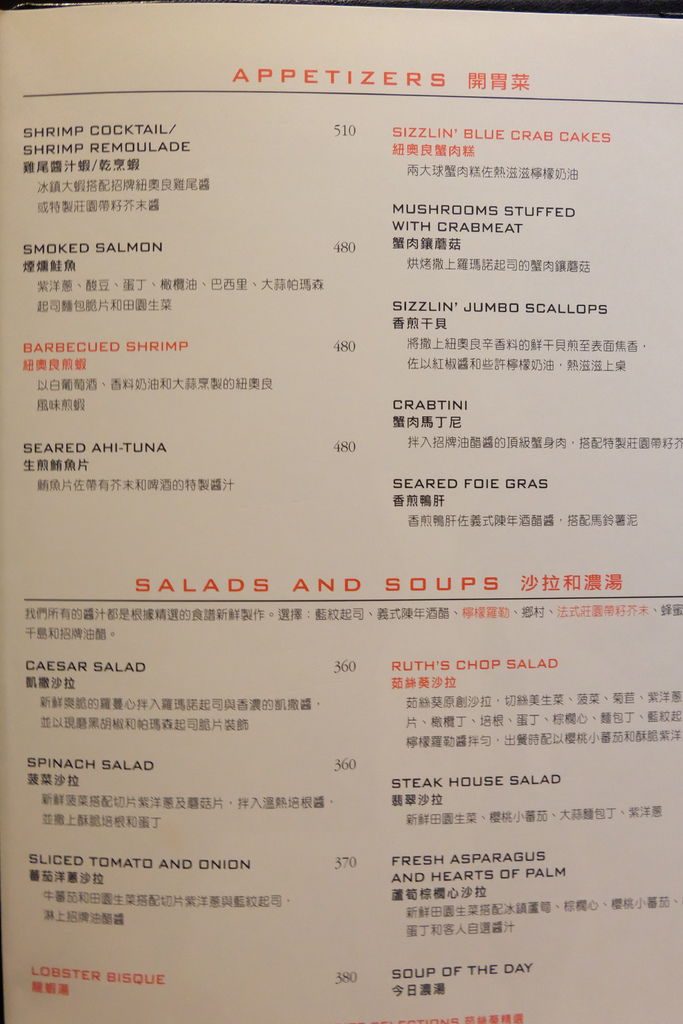 APPETIZERS 開胃菜
SHRIMP COCKTAIL/ 510
SHRIMP REMOULADE
雞尾醬汁蝦/乾烹蝦
冰鎮大蝦搭配招牌紐奧良雞尾醬
或特製莊園帶籽芥末醬
SMOKED SALMON 480
煙燻鮭魚
紫洋蔥、酸豆、蛋丁、橄欖油、巴西里、大蒜帕瑪森
起司麵包脆片和田園生菜
BARBECUED SHRIMP 480
紐奧良煎蝦
以白葡萄酒、香料奶油和大蒜烹製的紐奧良
風味煎蝦
SEARED AHI-TUNA 480
生煎鮪魚片
鮪魚片佐帶有芥末和啤酒的特製醬汁
SIZZLIN' BLUE CRAB CAKES
紐奧良蟹肉糕
兩大球蟹肉糕佐熱滋滋檸檬奶油
MUSHROOMS STUFFED
WITH CRABMEAT
蟹肉鑲蘑菇
烘烤撒上羅瑪諾起司的蟹肉鑲蘑菇
SIZZLIN' JUMBO SCALLOPS
香煎干貝
將撒上紐奧良辛香料的鮮干貝煎至表面焦香，
佐以紅椒醬和些許檸檬奶油，熱滋滋上桌
CRABTINI
蟹肉馬丁尼
拌入招牌油醋醬的頂級蟹身肉，搭配特製莊園帶籽芥
SEARED FOIE GRAS
香煎鴨肝
香煎鴨肝佐義式陳年酒醋醬，搭配馬鈴薯泥
SALADS AND SOUPS 沙拉和濃湯
我們所有的醬汁都是根據精選的食譜新鮮製作。選擇：藍紋起司、義式陳年酒醋、檸檬羅勒、鄉村、法式莊園帶籽芥末、蜂蜜
千島和招牌油醋。
CAESAR SALAD 360
凱撒沙拉
新鮮爽脆的蘿蔓心拌入羅瑪諾起司與香濃的凱撒醬，
並以現磨黑胡椒和帕瑪森起司脆片裝飾
SPINACH SALAD 360
菠菜沙拉
新鮮菠菜搭配切片紫洋蔥及蘑菇片，拌入溫熱培根醬，
並撒上酥脆培根和蛋丁
SLICED TOMATO AND ONION 370
蕃茄洋蔥沙拉
牛蕃茄和田園生菜搭配切片紫洋蔥與藍紋起司，
淋上招牌油醋醬
LOBSTER BISQUE 380
龍蝦湯
RUTH'S CHOP SALAD
茹絲葵沙拉
茹絲葵原創沙拉，切絲美生菜、菠菜、菊苣、紫洋蔥
片、橄欖丁、培根、蛋丁、棕櫚心、麵包丁、藍紋起
檸檬羅勒醬拌勻，出餐時配以櫻桃小蕃茄和酥脆紫洋
STEAK HOUSE SALAD
翡翠沙拉
新鮮田園生菜、櫻桃小蕃茄、大蒜麵包丁、紫洋蔥
FRESH ASPARAGUS
AND HEARTS OF PALM
蘆筍棕櫚心沙拉
新鮮田園生菜搭配冰鎮蘆筍、棕櫚心、櫻桃小蕃茄、
蛋丁和客人自選醬汁
SOUP OF THE DAY
今日濃湯
SELECTIONS 茹絲葵精選